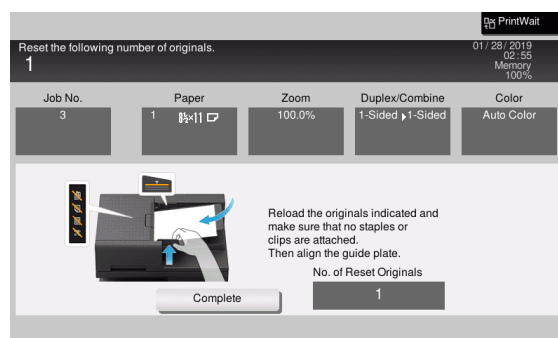 PrintWait
Reset the following number of originals.
1
01/28/2019
02:55
Memory
100%
Job No.
Paper
Zoom
Duplex/Combine
Color
3
1 8½×11
100.0%
1-Sided ▸1-Sided
Auto Color
Reload the originals indicated and
make sure that no staples or
clips are attached.
Then align the guide plate.
No. of Reset Originals
1
Complete